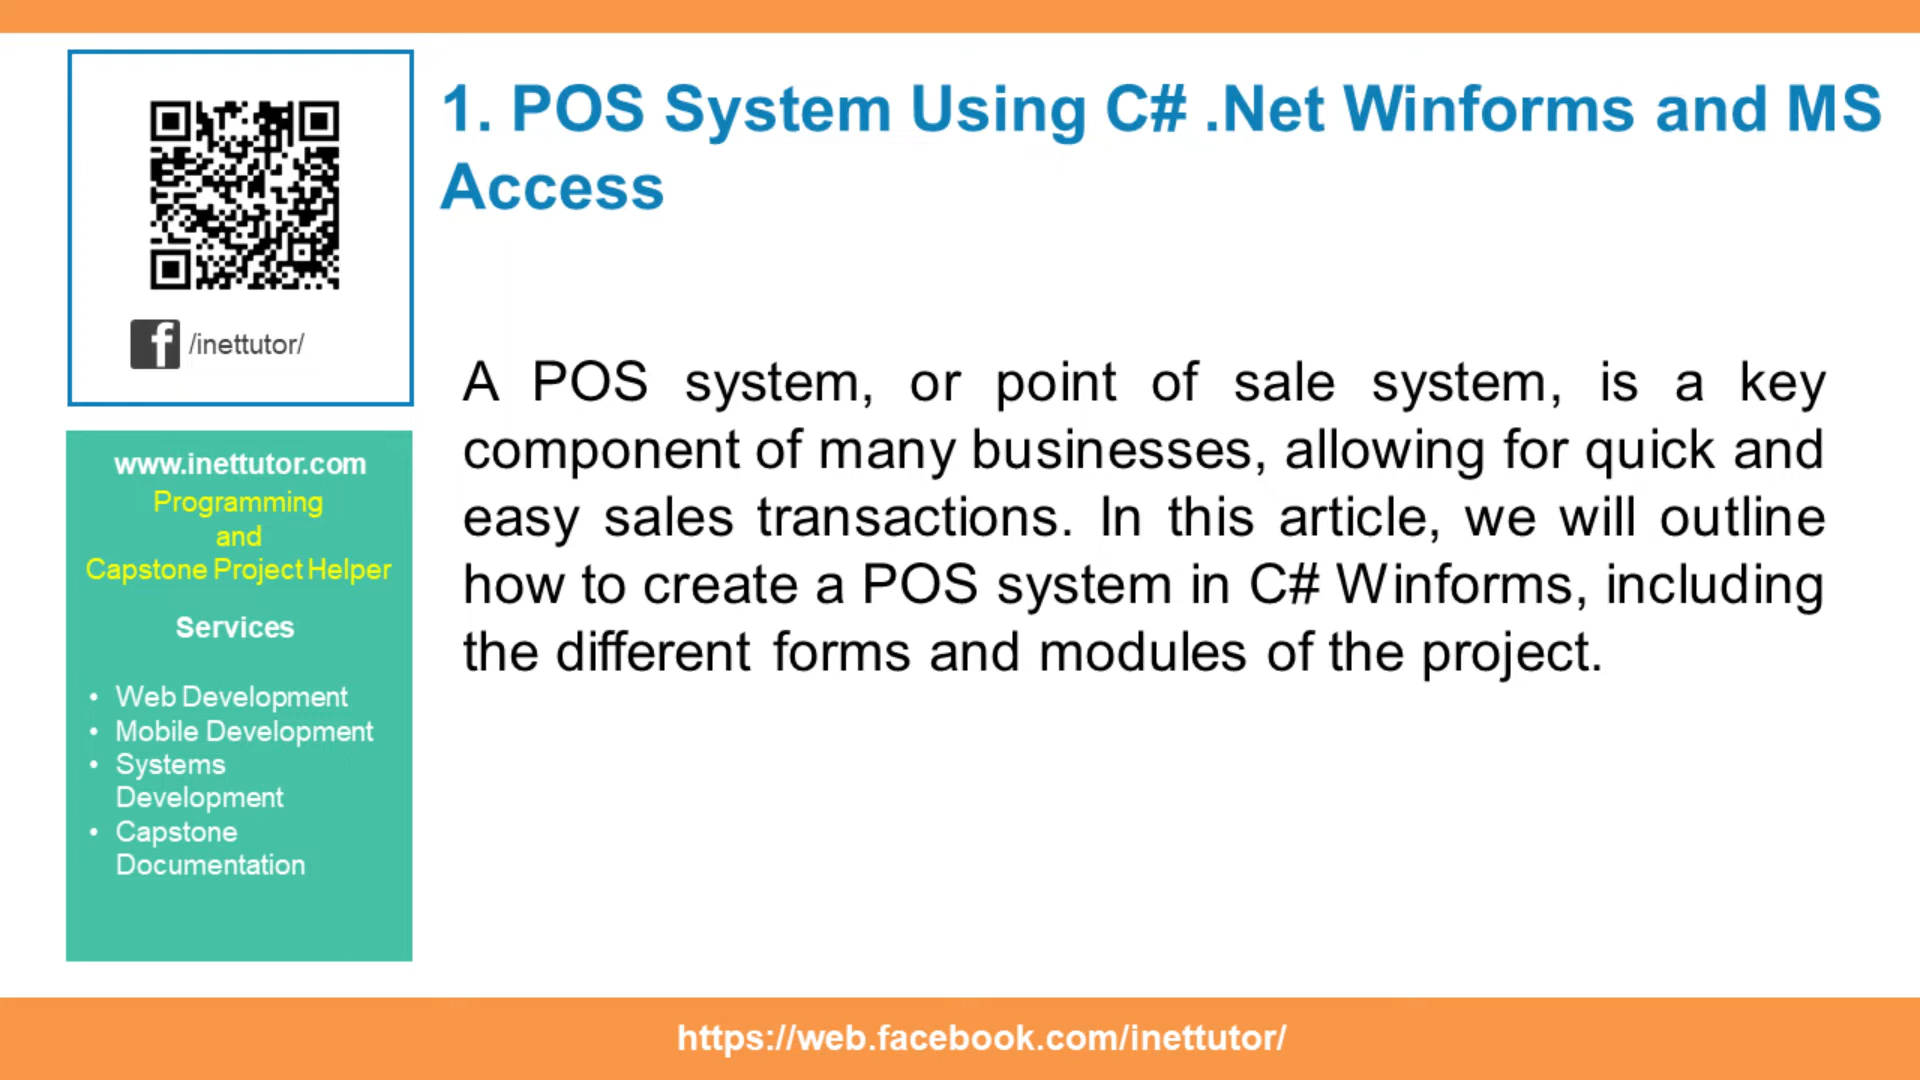 1. POS System Using C# .Net Winforms and MS
Access
/inettutor/
www.inettutor.com
Programming
and
Capstone Project Helper
Services
• Web Development
• Mobile Development
• Systems
Development
• Capstone
Documentation
A POS system, or point of sale system, is a key
component of many businesses, allowing for quick and
easy sales transactions. In this article, we will outline
how to create a POS system in C# Winforms, including
the different forms and modules of the project.
https://web.facebook.com/inettutor/